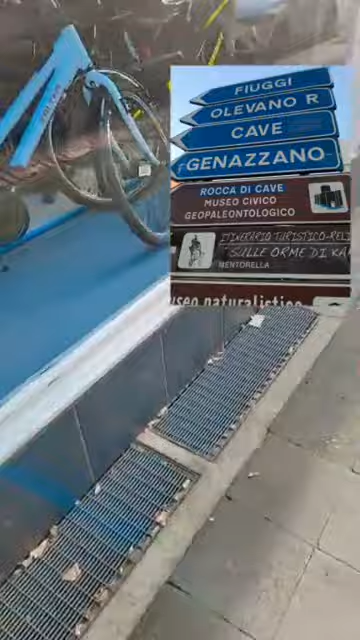 FIUGGI
OLEVANO R
CAVE
GENAZZANO
ROCCA DI CAVE
MUSEO CIVICO
GEOPALEONTOLOGICO
ITINERARIO TURISTICO-RELI
"SULLE ORME DI KA
MENTORELLA
useo naturalistico